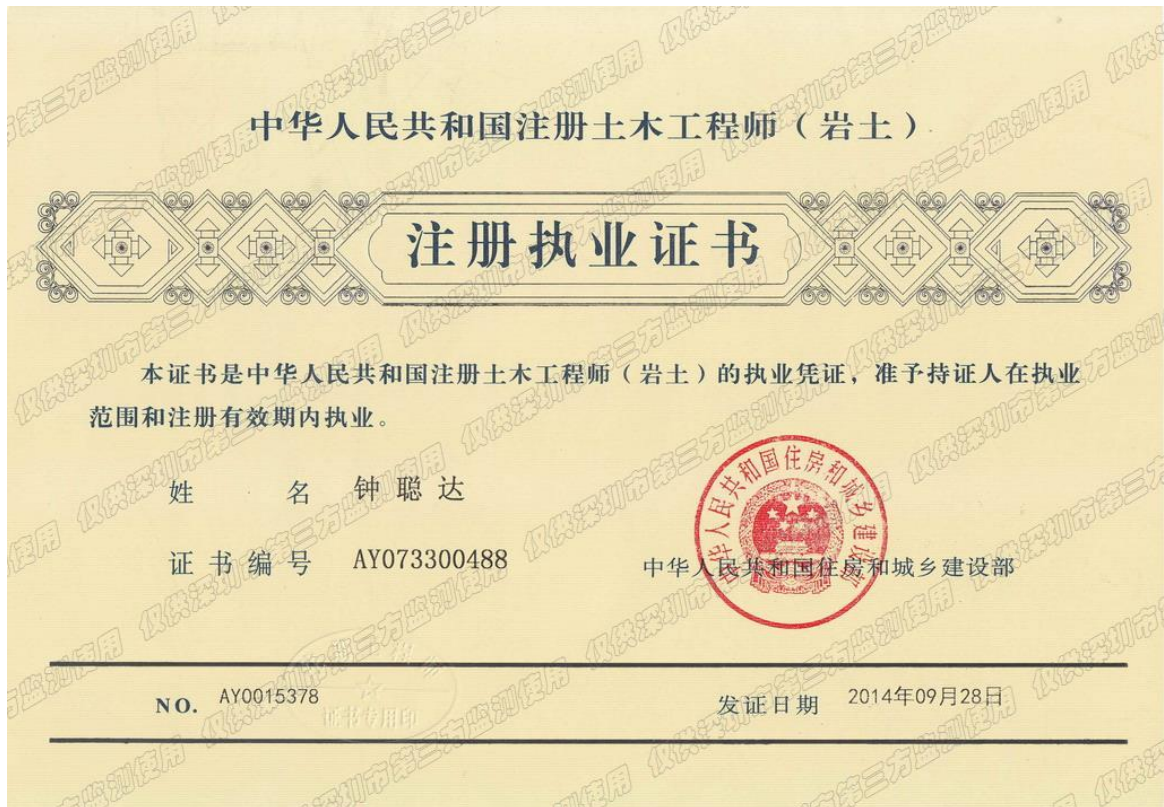 中华人民共和国注册土木工程师（岩土）
注册执业证书
本证书是中华人民共和国注册土木工程师（岩土）的执业凭证，准予持证人在执业
范围和注册有效期内执业。
姓 名 钟聪达
证书编号 AY073300488
中华人民共和国住房和城乡建设部
中华人民共和国住房和城乡建设部
NO. AY0015378
证书专用印
发证日期 2014年09月28日
仅供深圳市第三方监测使用